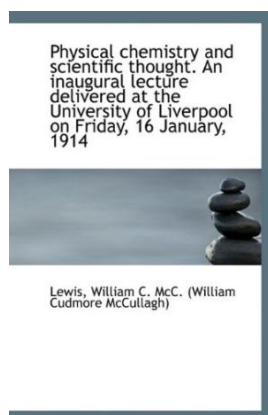 Physical chemistry and
scientific thought. An
inaugural lecture
delivered at the
University of Liverpool
on Friday, 16 January,
1914
Lewis, William C. McC. (William
Cudmore McCullagh)